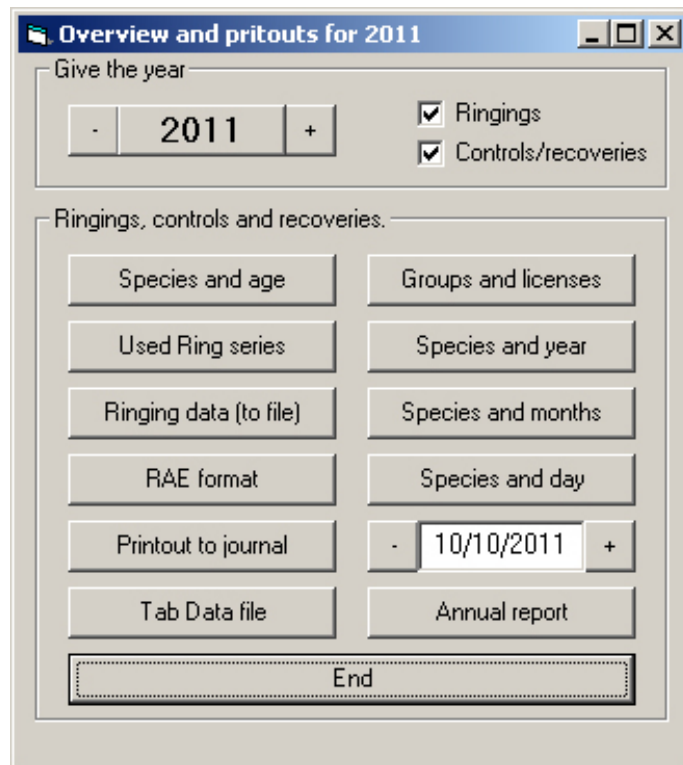 Overview and pritouts for 2011
Give the year
- 2011 +
Ringings
Controls/recoveries
Ringings, controls and recoveries.
Species and age
Groups and licenses
Used Ring series
Species and year
Ringing data (to file)
Species and months
RAE format
Species and day
Printout to journal
- 10/10/2011 +
Tab Data file
Annual report
End